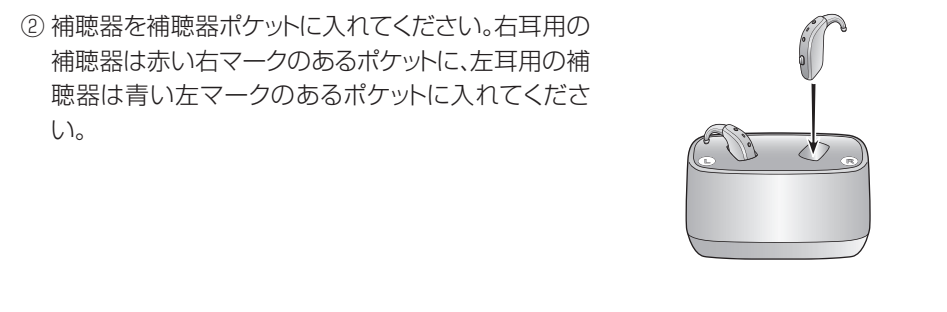 ② 補聴器を補聴器ポケットに入れてください。右耳用の
補聴器は赤い右マークのあるポケットに、左耳用の補
聴器は青い左マークのあるポケットに入れてくださ
い。
L
R